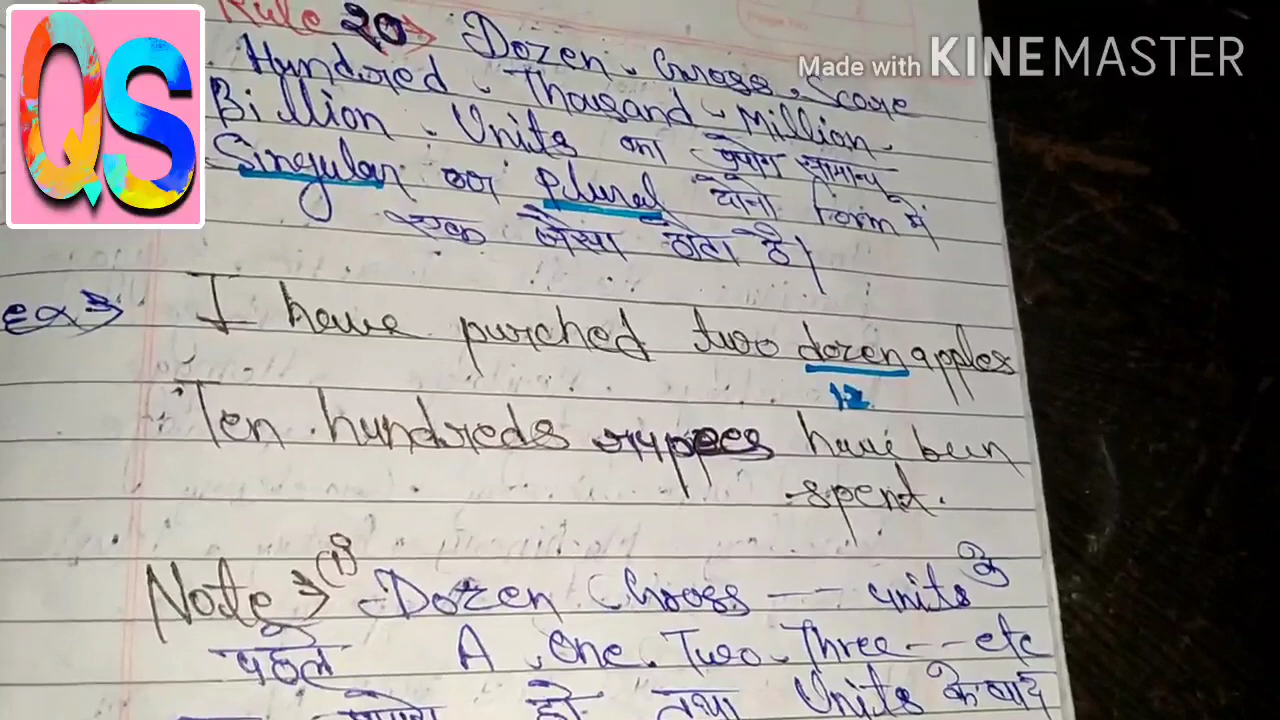 QS
Made with KINEMASTER
Rule 20 → Dozen, Gross, Score
Hundred, Thousand, Million,
Billion, Units का प्रयोग सामान्य
Singular and plural दोनो form में
एक जैसा होता है।
ex → I have purched two dozen apples
12
Ten hundreds rupees have been
spent.
Note → (1) Dozen Gross --- units के
पहले A, One, Two, Three --- etc
हो तथा Units के बाद